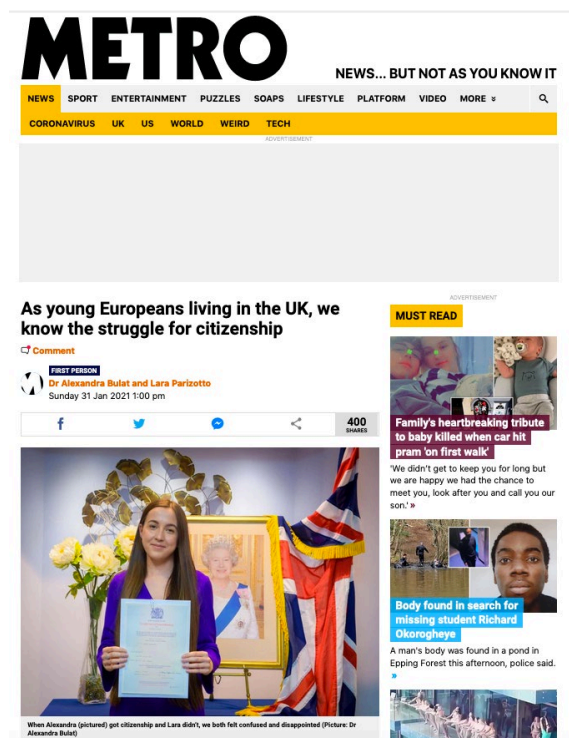 METRO
NEWS... BUT NOT AS YOU KNOW IT
NEWS SPORT ENTERTAINMENT PUZZLES SOAPS LIFESTYLE PLATFORM VIDEO MORE
CORONAVIRUS UK US WORLD WEIRD TECH
ADVERTISEMENT
As young Europeans living in the UK, we
know the struggle for citizenship
Comment
FIRST PERSON
Dr Alexandra Bulat and Lara Parizotto
Sunday 31 Jan 2021 1:00 pm
400
SHARES
When Alexandra (pictured) got citizenship and Lara didn't, we both felt confused and disappointed (Picture: Dr
Alexandra Bulat)
ADVERTISEMENT
MUST READ
Family's heartbreaking tribute
to baby killed when car hit
pram 'on first walk'
'We didn't get to keep you for long but
we are happy we had the chance to
meet you, look after you and call you our
son.' »
Body found in search for
missing student Richard
Okorogheye
A man's body was found in a pond in
Epping Forest this afternoon, police said.
»